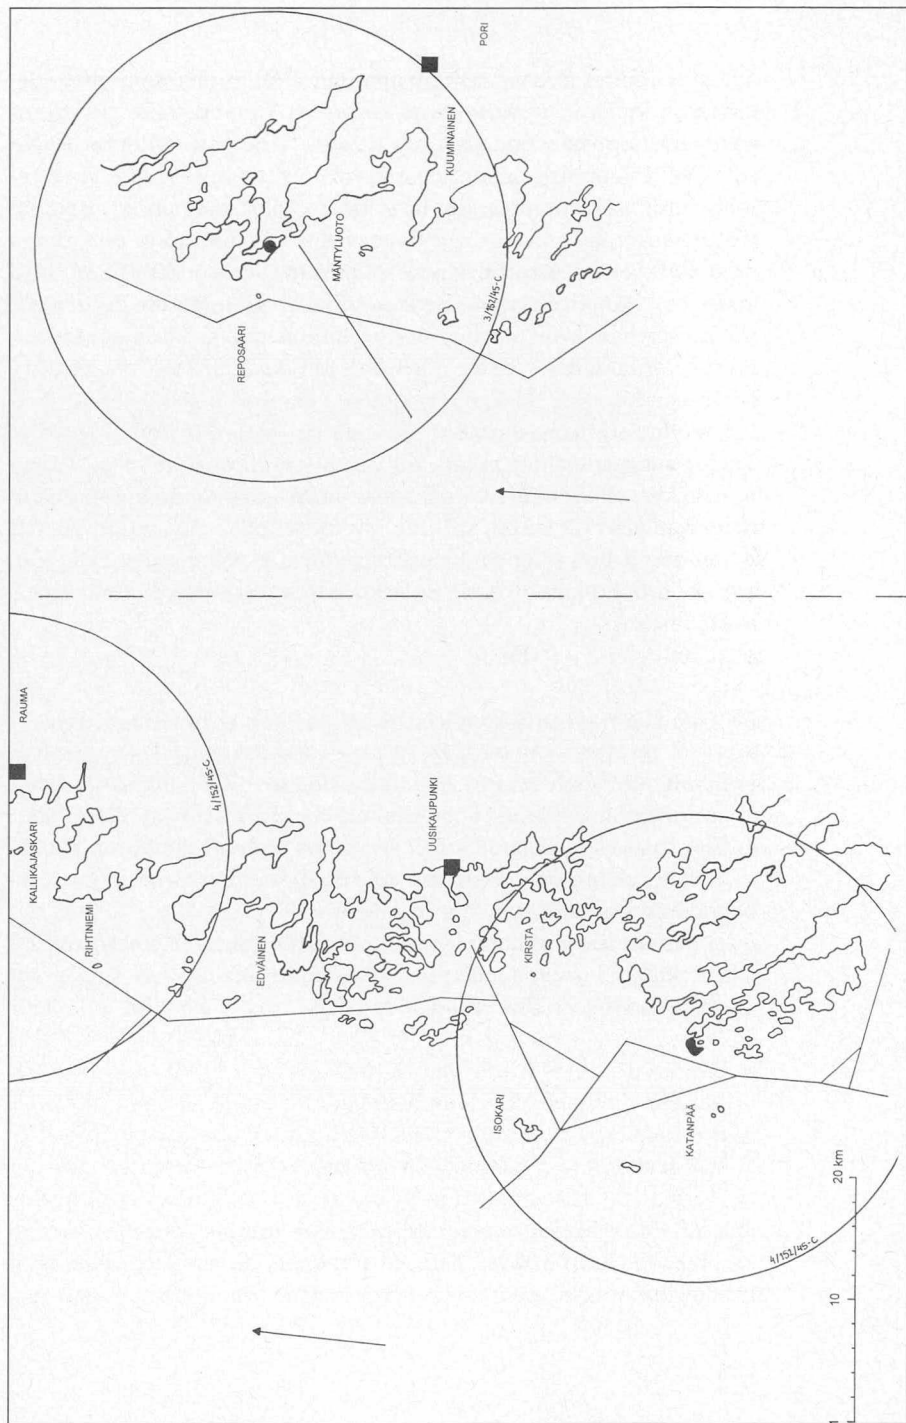 PORI
KUUMINAINEN
MÄNTYLUOTO
REPOSAARI
3/152/45-C
RAUMA
4/152/45-C
KALLIKAJASKARI
RIHTINIEMI
EDVÄINEN
UUSIKAUPUNKI
KIRSTA
ISOKARI
KATANPÄÄ
4/152/45-C
20 km
10